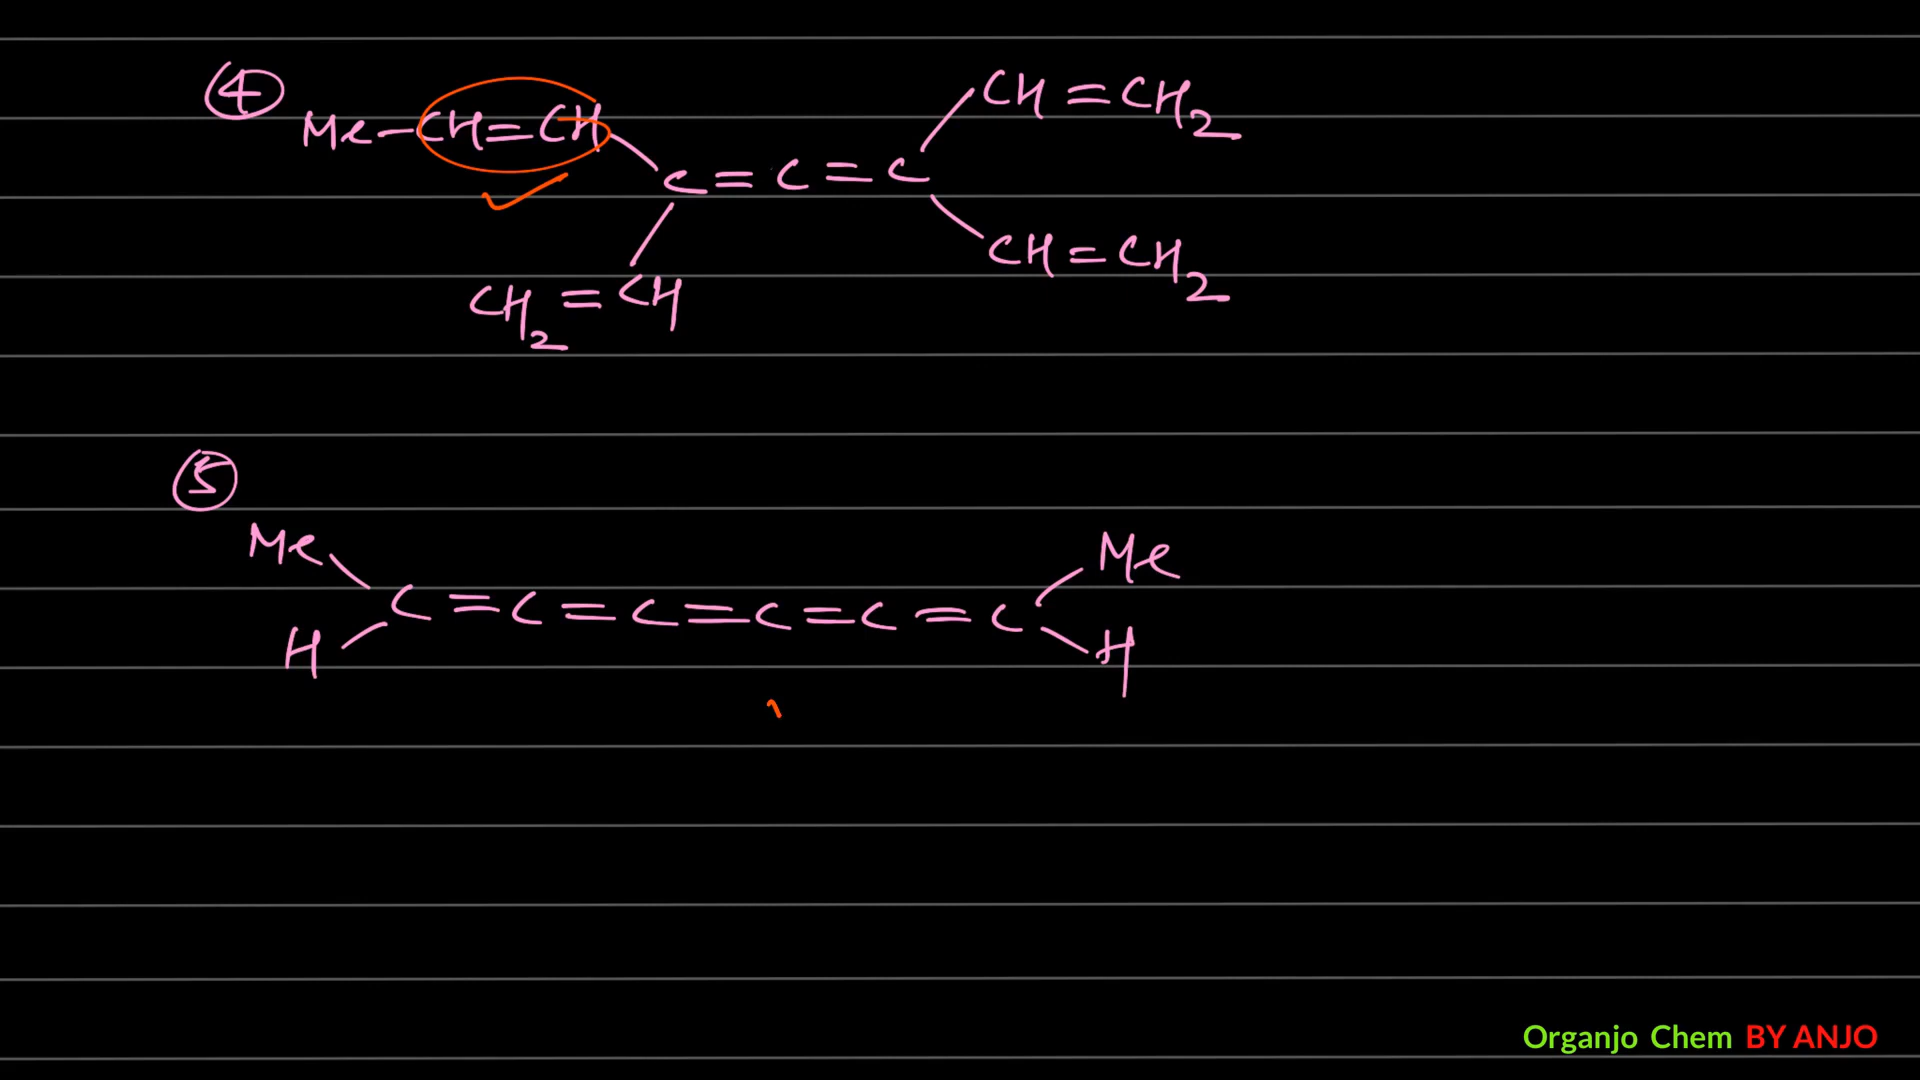 ④
CH=CH₂
Me-CH=CH
C=C=C
CH=CH₂
CH₂=CH
⑤
Me Me
C=C=C=C=C=C
H H
Organjo Chem BY ANJO